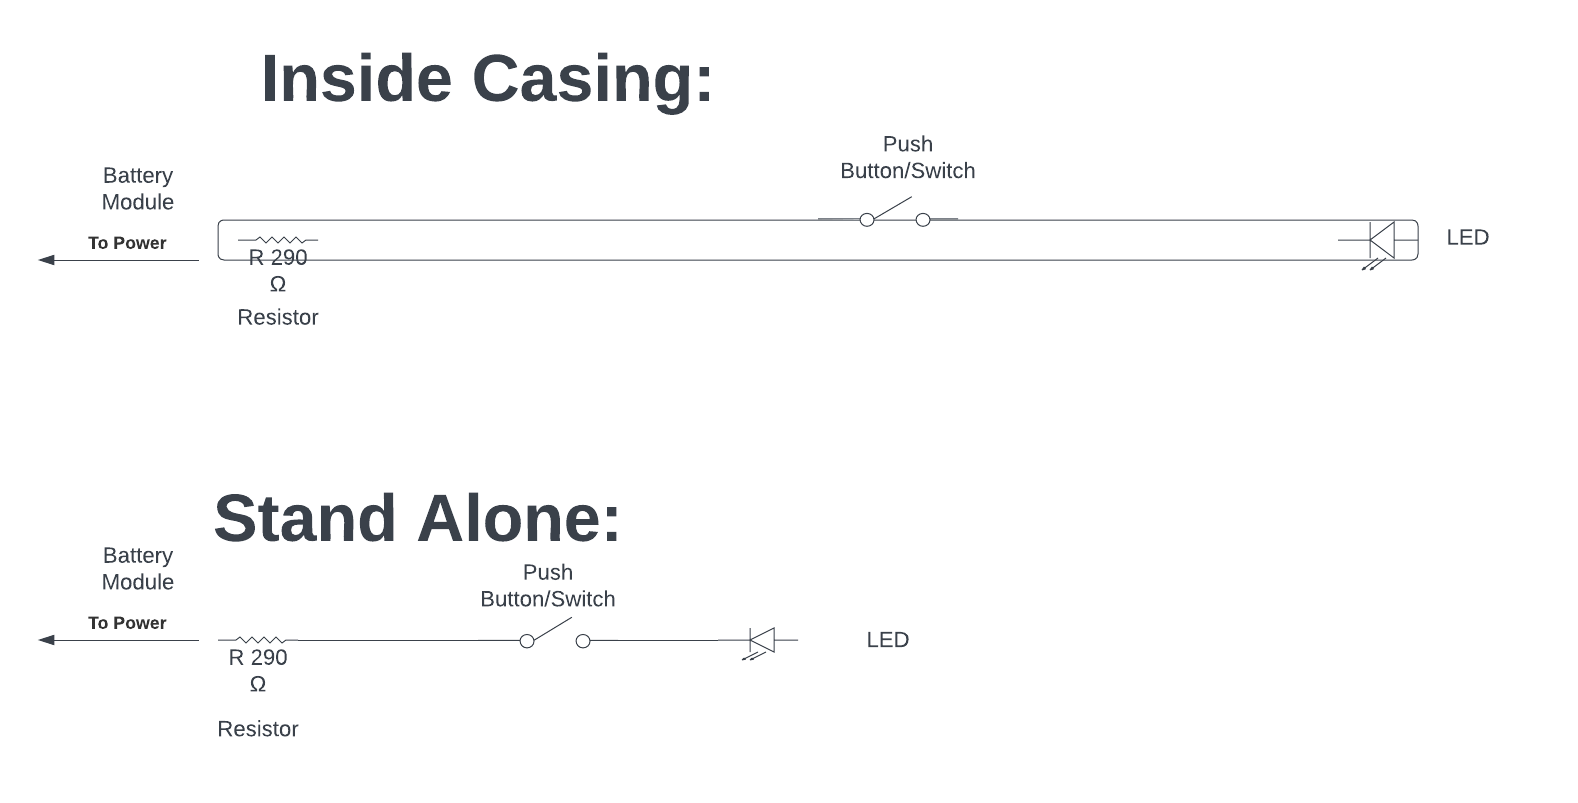 Inside Casing:
Push
Button/Switch
Battery
Module
To Power
R 290
Ω
Resistor
LED
Stand Alone:
Battery
Module
Push
Button/Switch
To Power
R 290
Ω
Resistor
LED